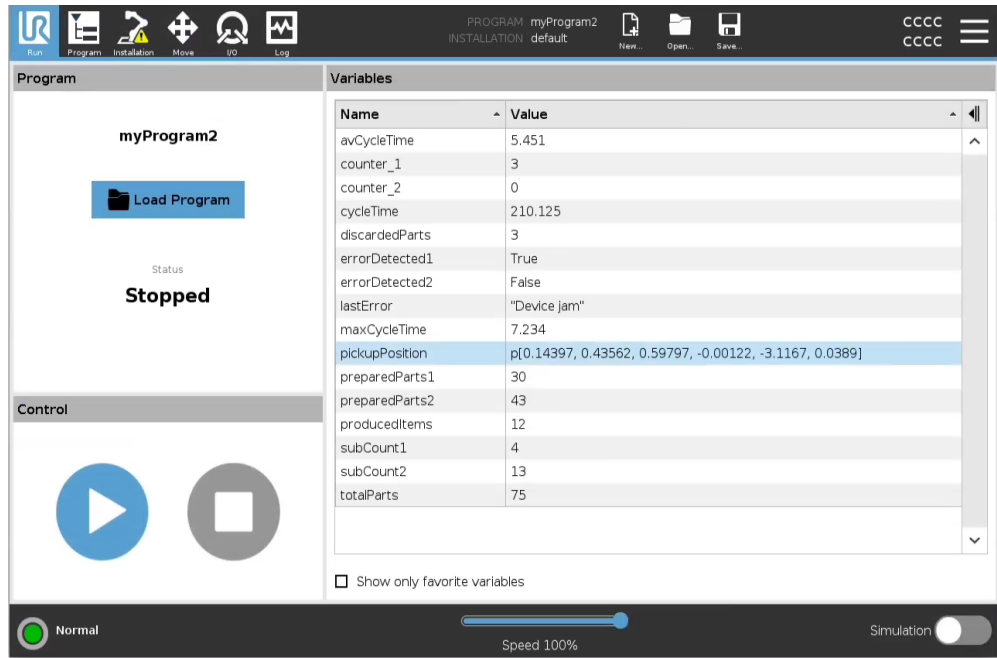 UR
PROGRAM myProgram2
INSTALLATION default
CCCC
CCCC
Run Program Installation Move I/O Log New... Open... Save...
Program
myProgram2
Load Program
Status
Stopped
Control
Variables
Name Value
avCycleTime 5.451
counter_1 3
counter_2 0
cycleTime 210.125
discardedParts 3
errorDetected1 True
errorDetected2 False
lastError "Device jam"
maxCycleTime 7.234
pickupPosition p[0.14397, 0.43562, 0.59797, -0.00122, -3.1167, 0.0389]
preparedParts1 30
preparedParts2 43
producedItems 12
subCount1 4
subCount2 13
totalParts 75
Show only favorite variables
Normal
Speed 100%
Simulation